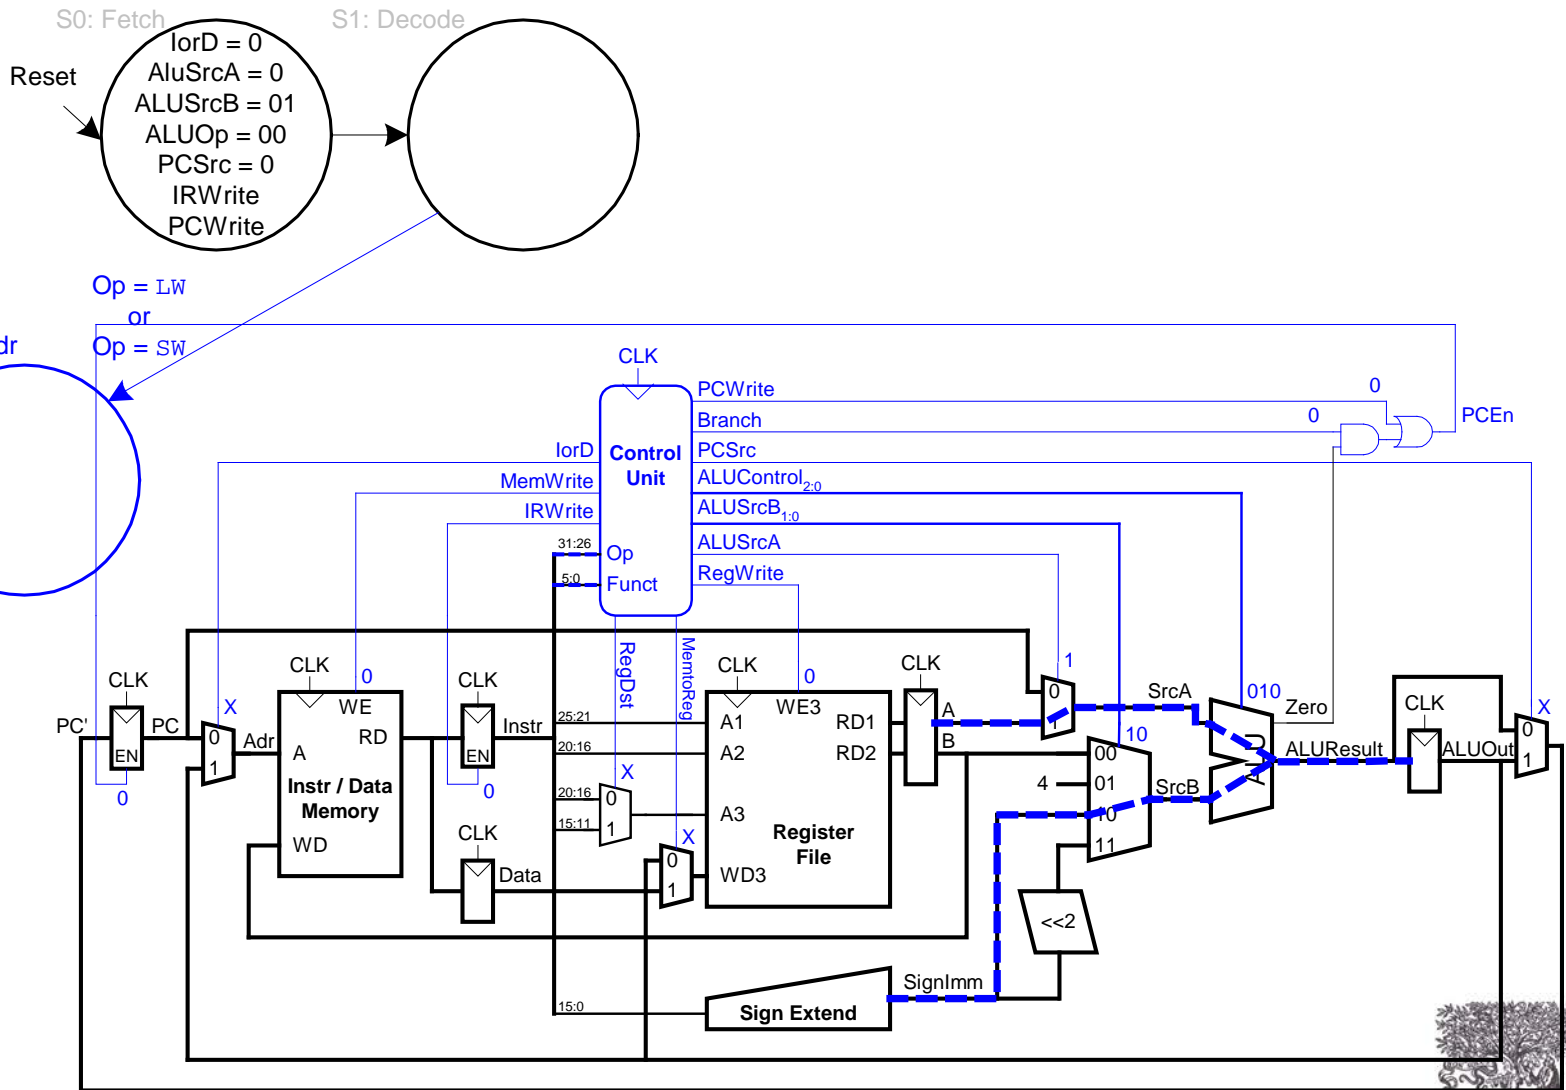 S0: Fetch
S1: Decode
Reset
IorD = 0
AluSrcA = 0
ALUSrcB = 01
ALUOp = 00
PCSrc = 0
IRWrite
PCWrite
Op = LW
or
Op = SW
dr
CLK
Control
Unit
IorD
MemWrite
IRWrite
31:26
Op
5:0
Funct
PCWrite
Branch
PCSrc
ALUControl2:0
ALUSrcB1:0
ALUSrcA
RegWrite
RegDst
MemtoReg
0
0
PCEn
PC'
CLK
EN
0
PC
X
0
1
Adr
CLK
0
WE
A
RD
Instr / Data
Memory
WD
CLK
EN
0
Instr
CLK
Data
25:21
20:16
20:16
15:11
15:0
X
0
1
X
0
1
CLK
0
WE3
A1
RD1
A2
RD2
A3
Register
File
WD3
CLK
A
B
1
0
1
10
00
4
01
10
11
<<2
SignImm
Sign Extend
SrcA
SrcB
010
ALU
Zero
ALUResult
CLK
ALUOut
X
0
1